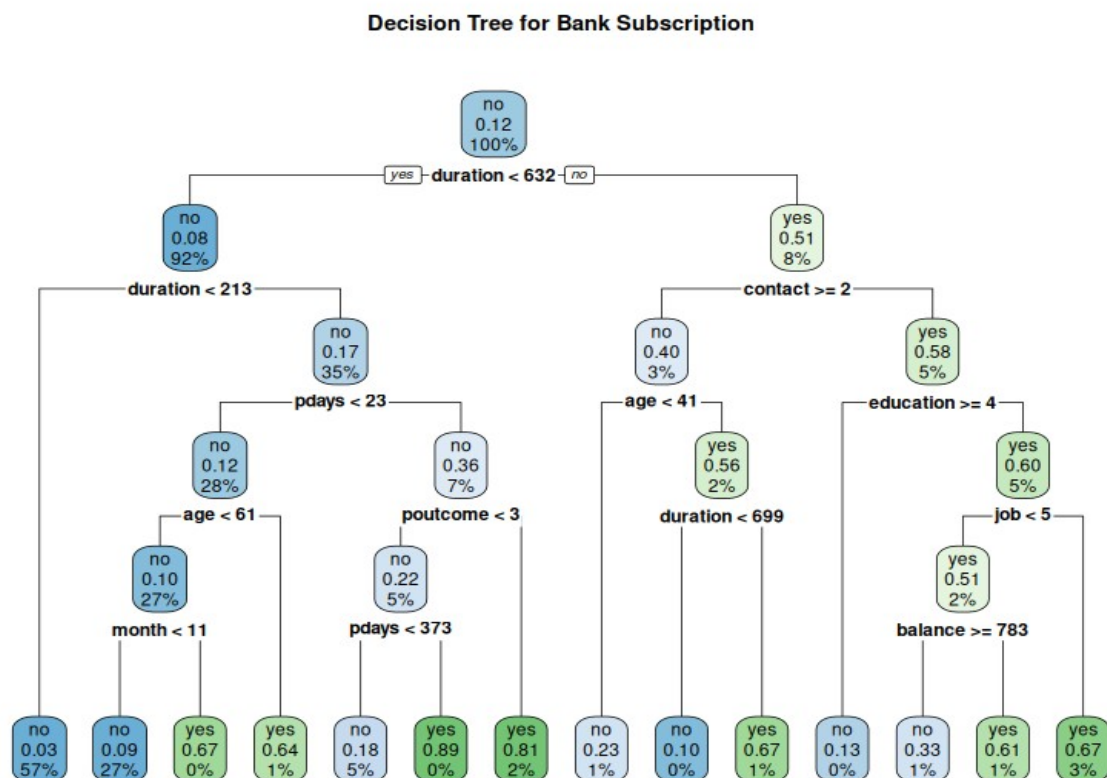 Decision Tree for Bank Subscription
no
0.12
100%
yes duration < 632 no
no
0.08
92%
yes
0.51
8%
duration < 213
contact >= 2
no
0.17
35%
no
0.40
3%
yes
0.58
5%
pdays < 23
age < 41
education >= 4
no
0.12
28%
no
0.36
7%
yes
0.56
2%
yes
0.60
5%
age < 61
poutcome < 3
duration < 699
job < 5
no
0.10
27%
no
0.22
5%
yes
0.51
2%
month < 11
pdays < 373
balance >= 783
no
0.03
57%
no
0.09
27%
yes
0.67
0%
yes
0.64
1%
no
0.18
5%
yes
0.89
0%
yes
0.81
2%
no
0.23
1%
no
0.10
0%
yes
0.67
1%
no
0.13
0%
no
0.33
1%
yes
0.61
1%
yes
0.67
3%